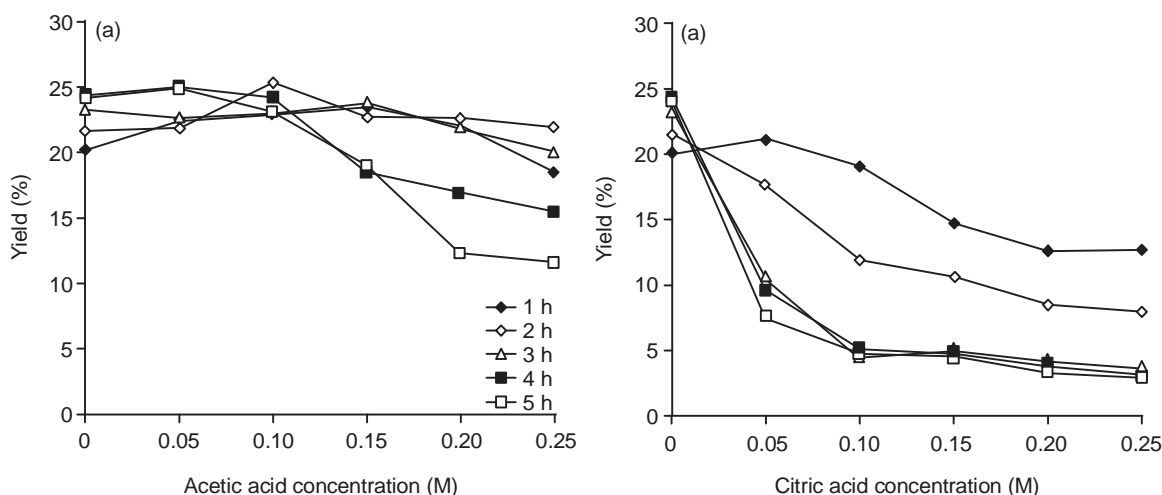 (a)
Yield (%)
30
25
20
15
10
5
0
1 h
2 h
3 h
4 h
5 h
0 0.05 0.10 0.15 0.20 0.25
Acetic acid concentration (M)
(a)
Yield (%)
30
25
20
15
10
5
0
0 0.05 0.10 0.15 0.20 0.25
Citric acid concentration (M)